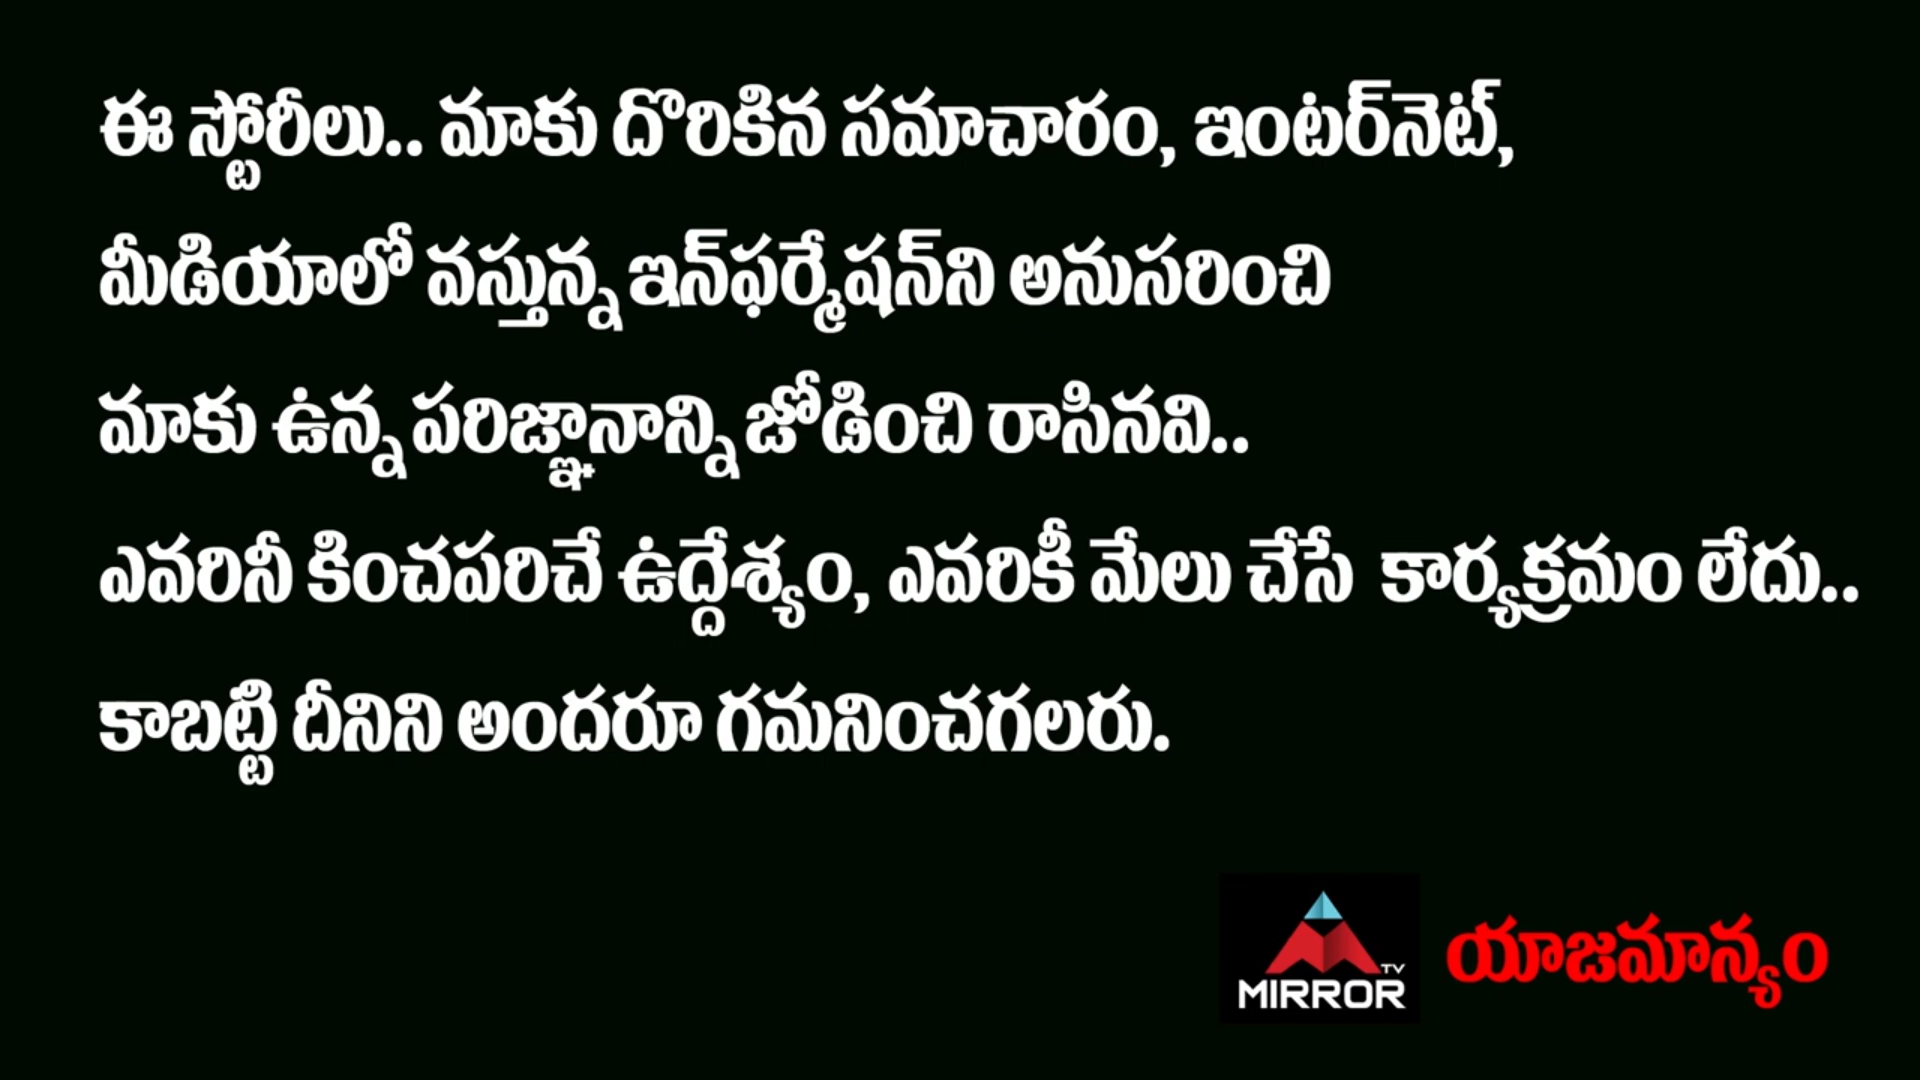 ఈ స్టోరీలు.. మాకు దొరికిన సమాచారం, ఇంటర్‌నెట్,
మీడియాలో వస్తున్న ఇన్‌ఫర్మేషన్‌ని అనుసరించి
మాకు ఉన్న పరిజ్ఞానాన్ని జోడించి రాసినవి..
ఎవరినీ కించపరిచే ఉద్దేశ్యం, ఎవరికీ మేలు చేసే కార్యక్రమం లేదు..
కాబట్టి దీనిని అందరూ గమనించగలరు.
TV
MIRROR
యాజమాన్యం